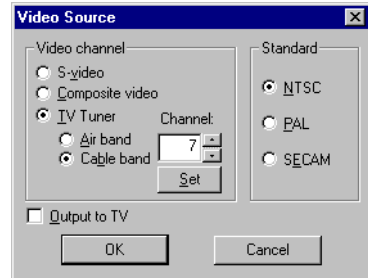 Video Source
Video channel
S-video
Composite video
TV Tuner
Channel:
Air band
Cable band
7
Set
Standard
NTSC
PAL
SECAM
Output to TV
OK
Cancel